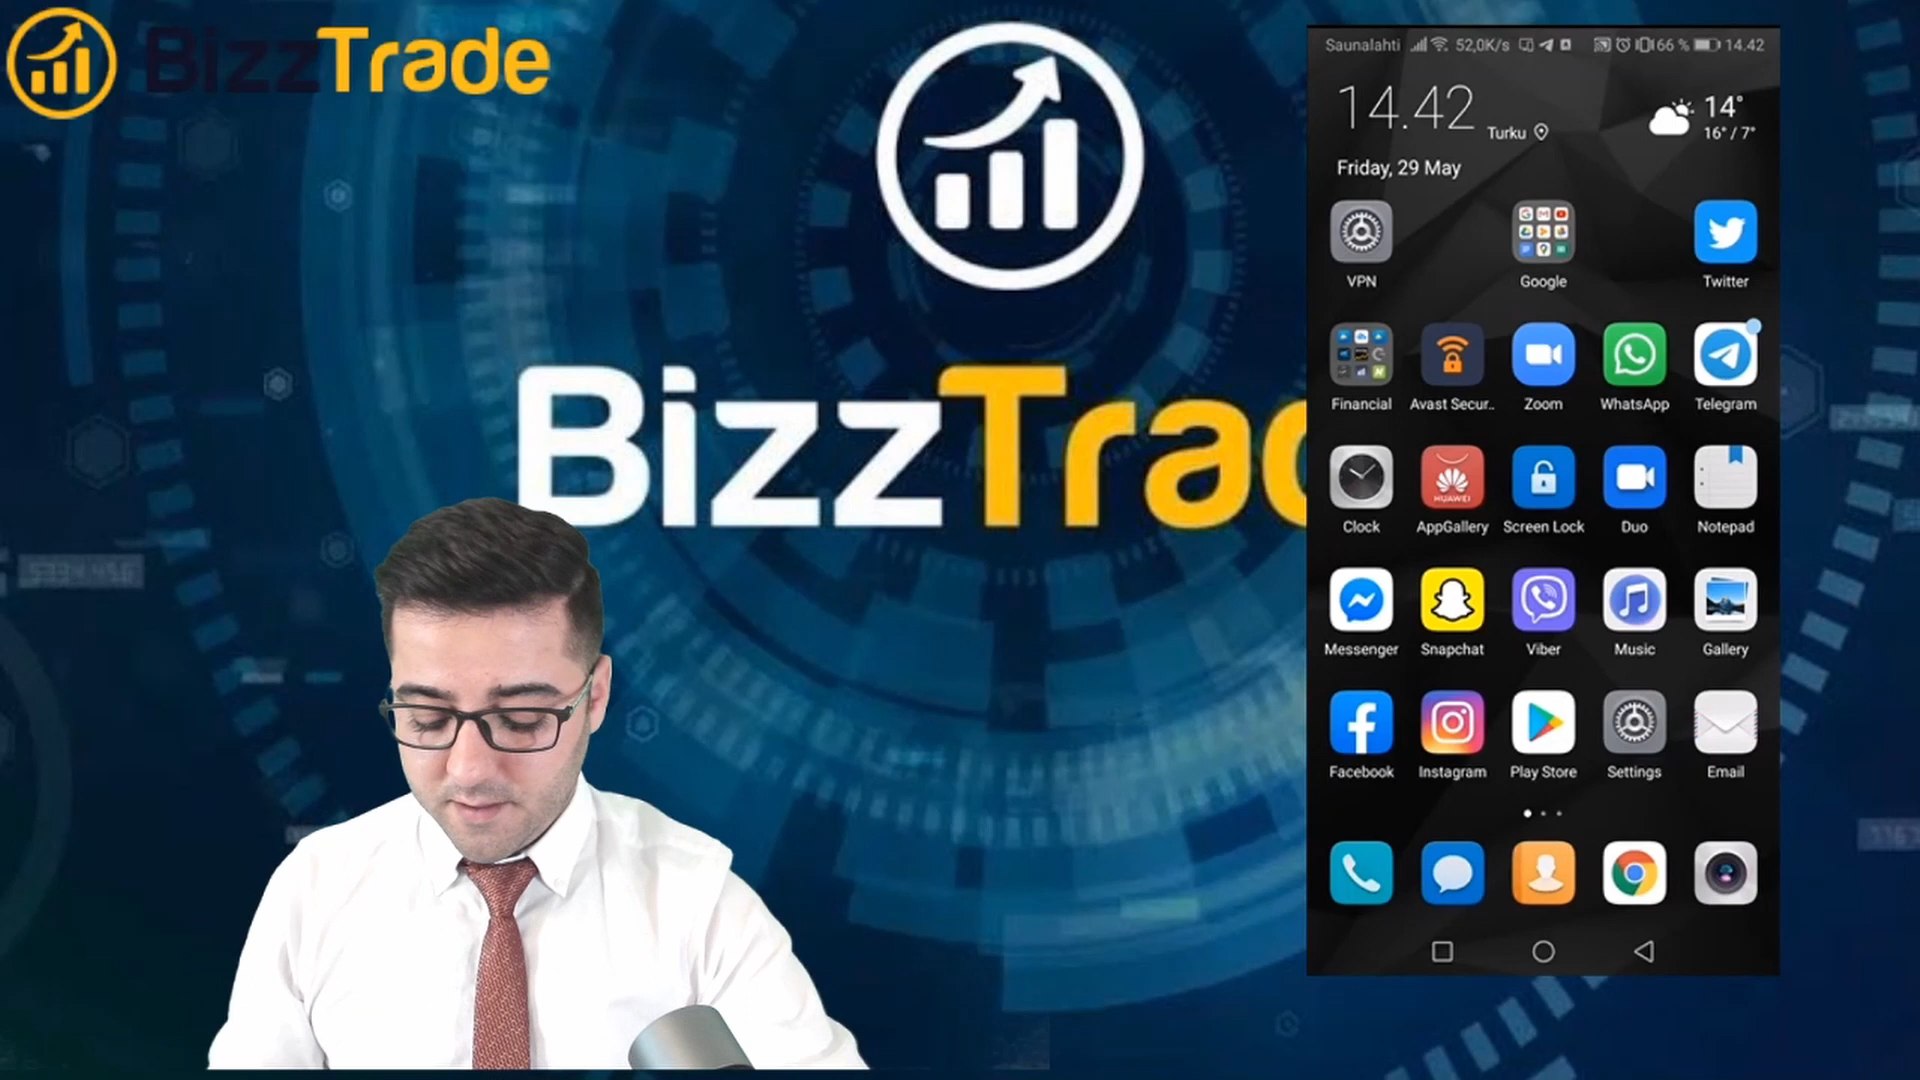 BizzTrade
BizzTrad
Saunalahti 52,0K/s 66 % 14.42
14.42
Turku
14°
16° / 7°
Friday, 29 May
VPN Google Twitter
Financial Avast Secur.. Zoom WhatsApp Telegram
HUAWEI
Clock AppGallery Screen Lock Duo Notepad
Messenger Snapchat Viber Music Gallery
Facebook Instagram Play Store Settings Email